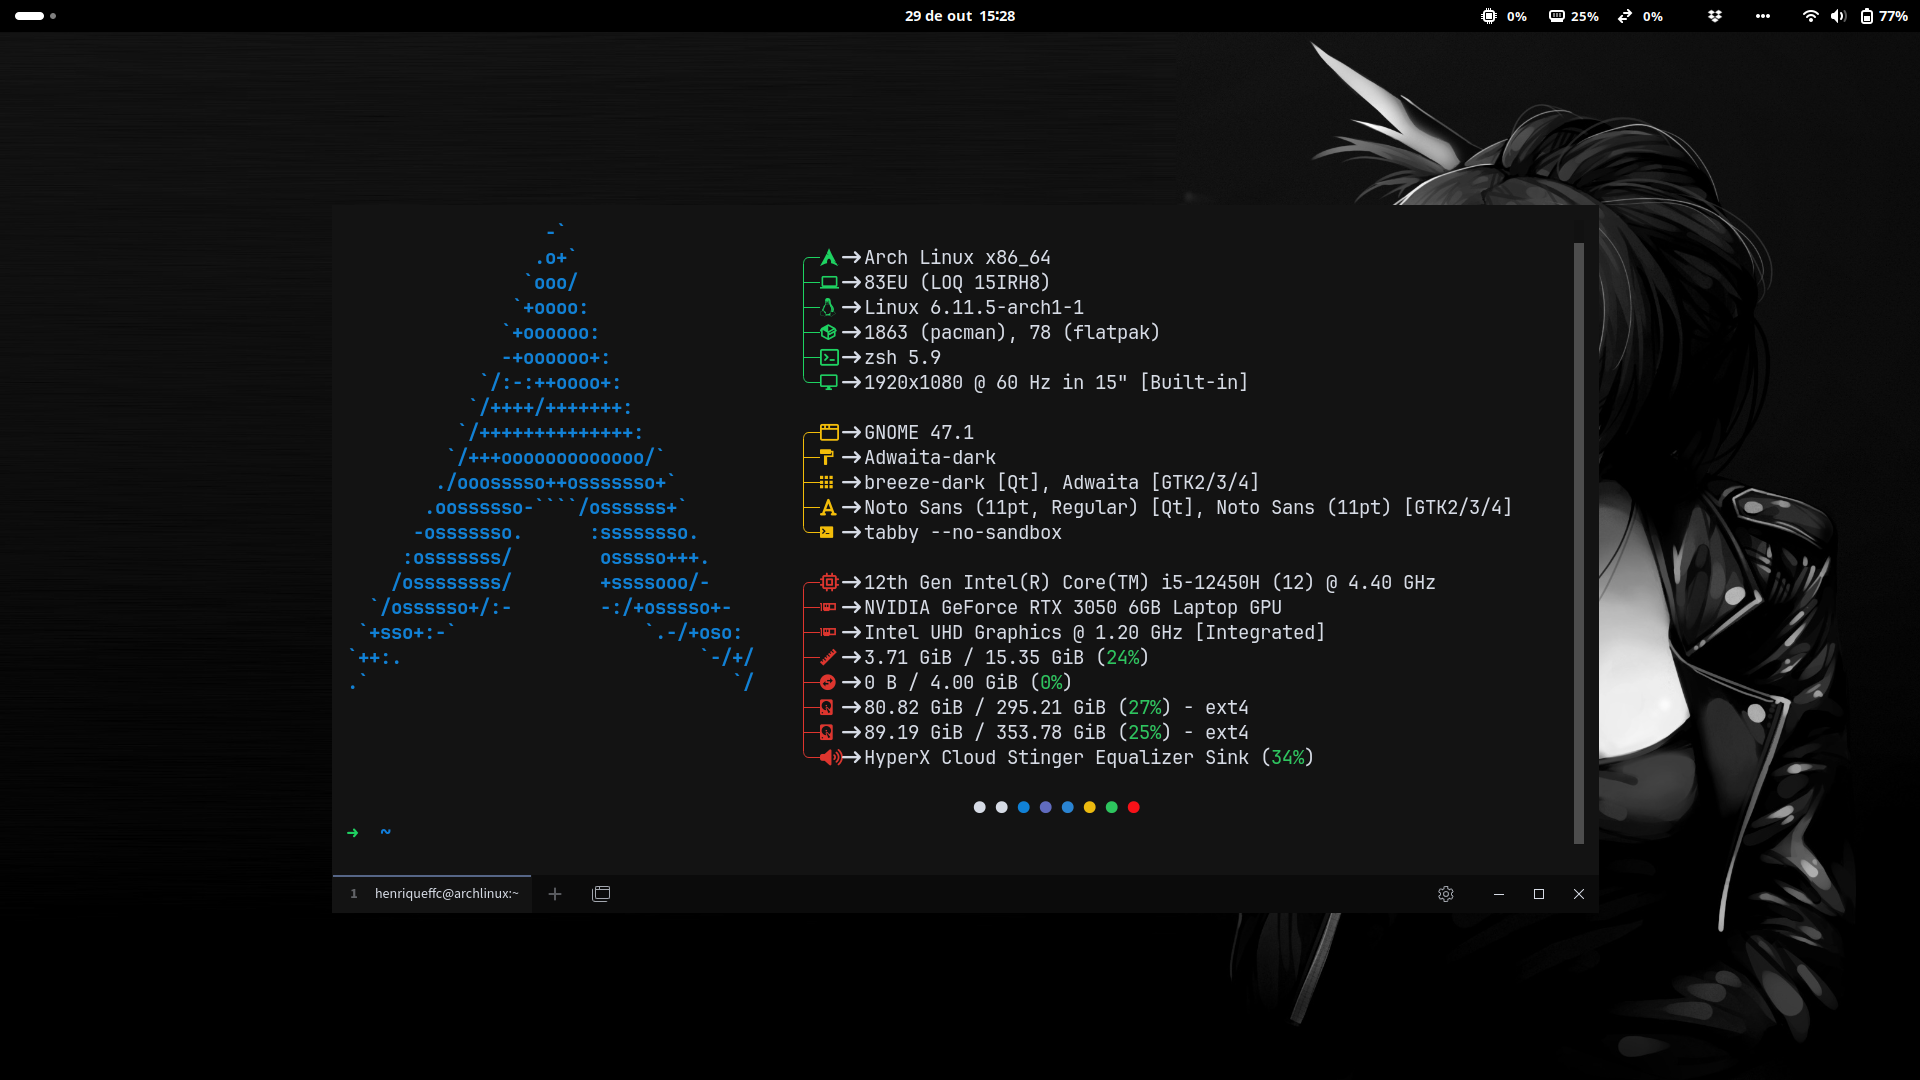 29 de out 15:28
0% 25% 0% 77%
-`
.o+`
`ooo/
`+oooo:
`+oooooo:
-+oooooo+:
`/:-:++oooo+:
`/++++/+++++++:
`/++++++++++++++:
`/+++ooooooooooooo/`
./ooosssso++osssssso+`
.oossssso-````/ossssss+`
-osssssso. :ssssssso.
:osssssss/ osssso+++.
/ossssssss/ +ssssooo/-
`/ossssso+/:- -:/+osssso+-
`+sso+:-` `.-/+oso:
`++:. `-/+/
.` `/
Arch Linux x86_64
83EU (LOQ 15IRH8)
Linux 6.11.5-arch1-1
1863 (pacman), 78 (flatpak)
zsh 5.9
1920x1080 @ 60 Hz in 15" [Built-in]
GNOME 47.1
Adwaita-dark
breeze-dark [Qt], Adwaita [GTK2/3/4]
Noto Sans (11pt, Regular) [Qt], Noto Sans (11pt) [GTK2/3/4]
tabby --no-sandbox
12th Gen Intel(R) Core(TM) i5-12450H (12) @ 4.40 GHz
NVIDIA GeForce RTX 3050 6GB Laptop GPU
Intel UHD Graphics @ 1.20 GHz [Integrated]
3.71 GiB / 15.35 GiB (24%)
0 B / 4.00 GiB (0%)
80.82 GiB / 295.21 GiB (27%) - ext4
89.19 GiB / 353.78 GiB (25%) - ext4
HyperX Cloud Stinger Equalizer Sink (34%)
➜ ~
1 henriqueffc@archlinux:~